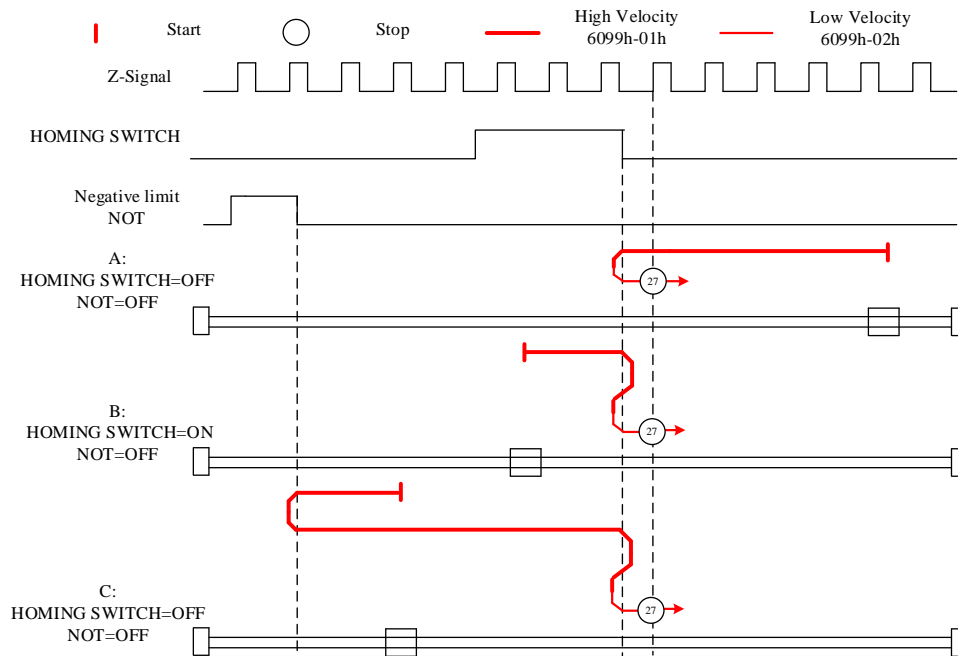 Start
Stop
High Velocity
6099h-01h
Low Velocity
6099h-02h
Z-Signal
HOMING SWITCH
Negative limit
NOT
A:
HOMING SWITCH=OFF
NOT=OFF
27
B:
HOMING SWITCH=ON
NOT=OFF
27
C:
HOMING SWITCH=OFF
NOT=OFF
27